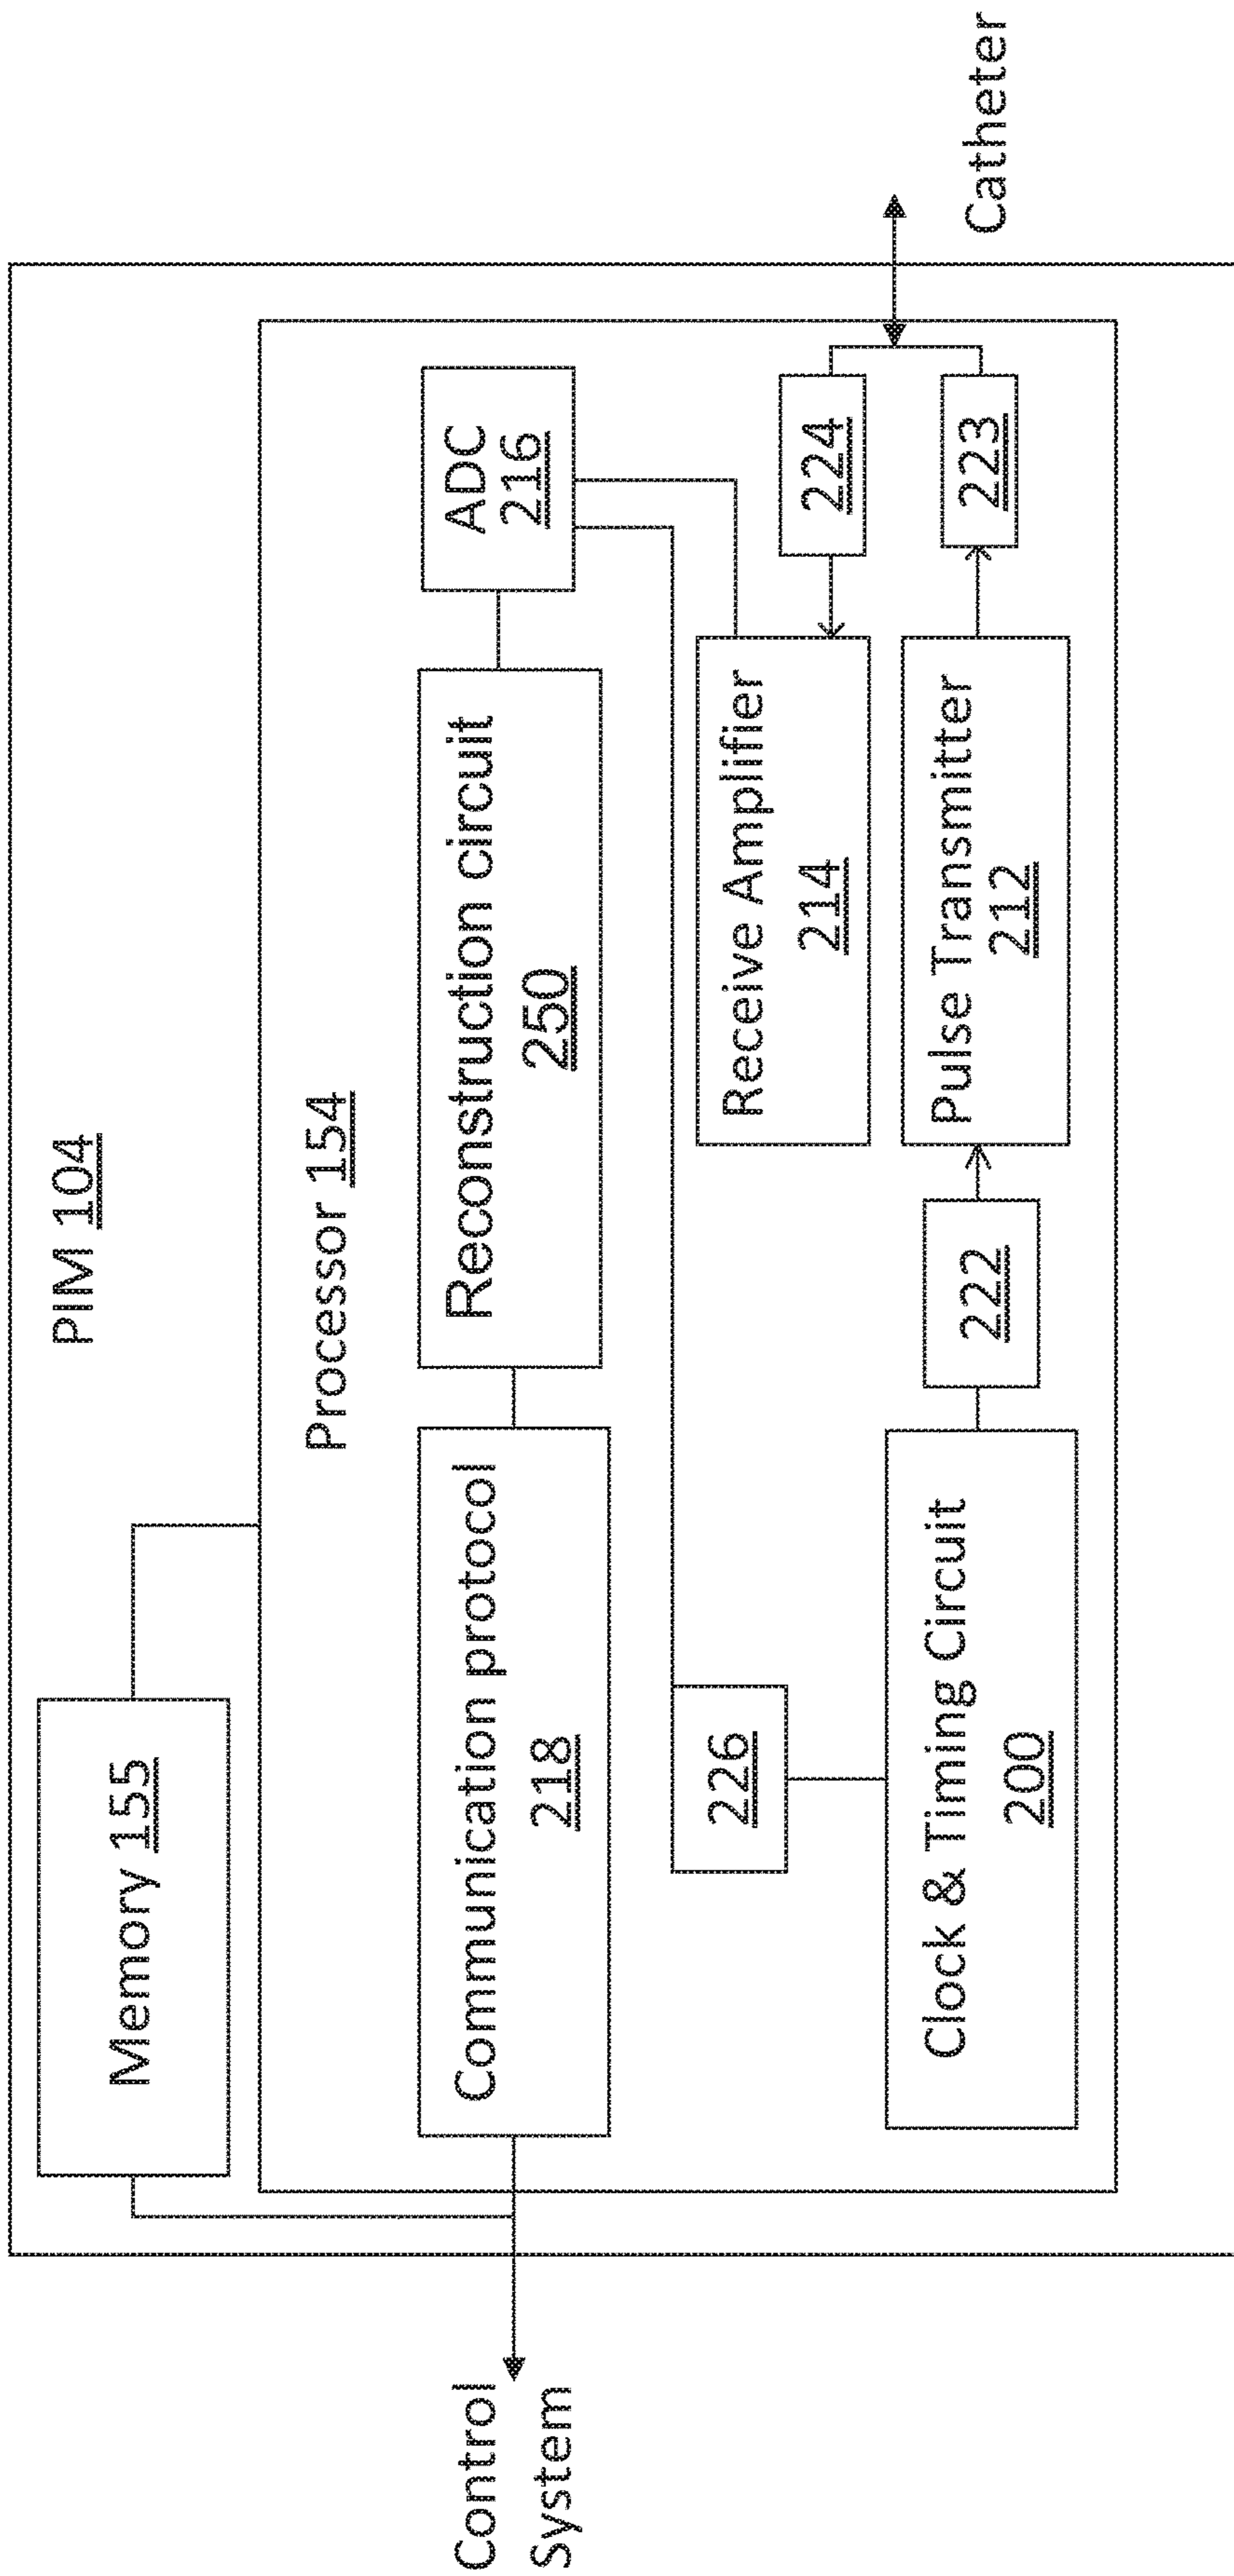 PIM 104
Memory 155
Processor 154
Control
System
Communication protocol
218
Reconstruction circuit
250
ADC
216
226
Receive Amplifier
214
224
Clock & Timing Circuit
200
222
Pulse Transmitter
212
223
Catheter